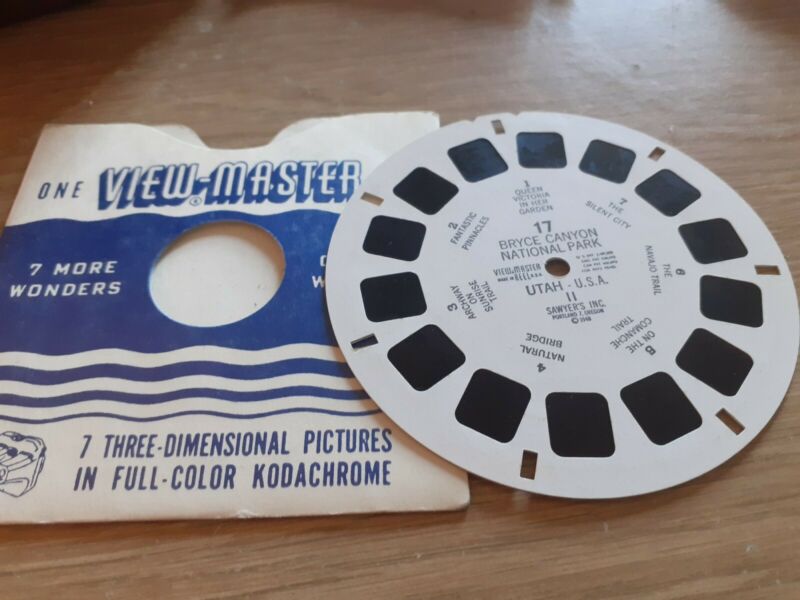 ONE VIEW-MASTER
7 MORE
WONDERS
7 THREE-DIMENSIONAL PICTURES
IN FULL-COLOR KODACHROME
1
QUEEN
VICTORIA
IN HER
GARDEN
7
THE
SILENT CITY
2
FANTASTIC
PINNACLES
17
BRYCE CANYON
NATIONAL PARK
VIEW-MASTER
REEL
UTAH - U.S.A.
II
SAWYER'S INC.
PORTLAND 7, OREGON
6
THE
NAVAJO TRAIL
3
ARCHWAY
ON
SUNRISE
TRAIL
ON THE
COMANCHE
TRAIL
4
NATURAL
BRIDGE